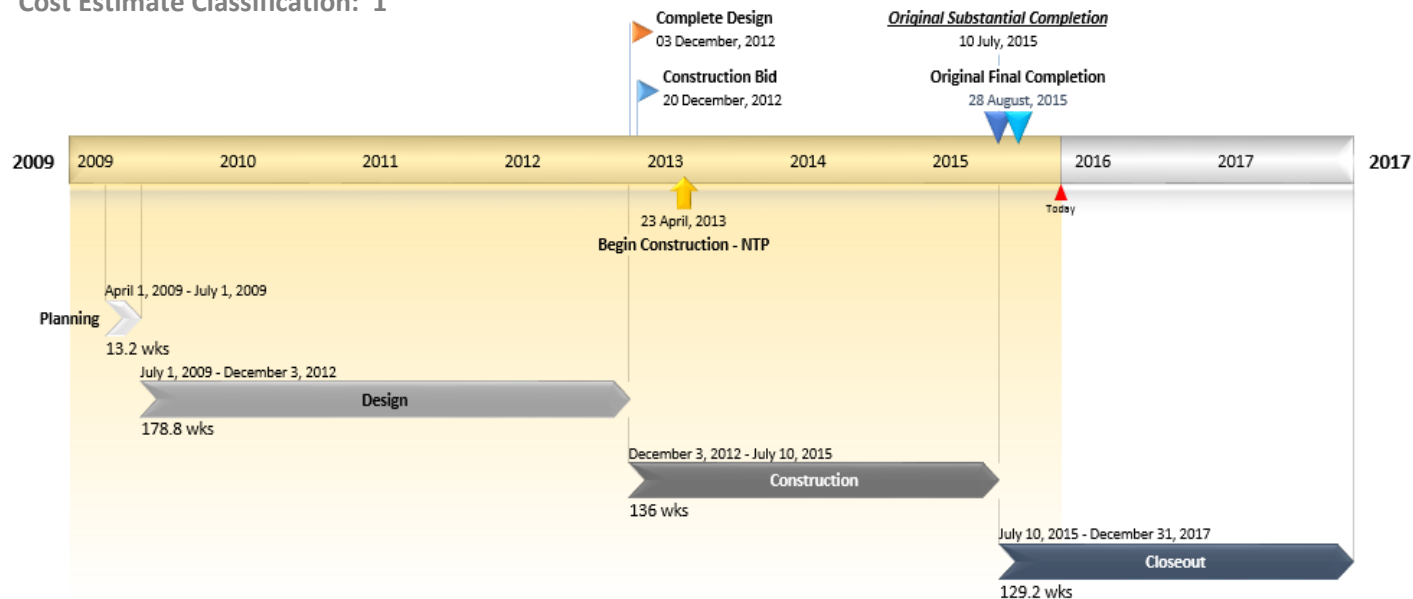 Cost Estimate Classification: 1
Complete Design
03 December, 2012
Original Substantial Completion
10 July, 2015
Construction Bid
20 December, 2012
Original Final Completion
28 August, 2015
2009 2009 2010 2011 2012 2013 2014 2015 2016 2017 2017
Today
23 April, 2013
Begin Construction - NTP
April 1, 2009 - July 1, 2009
Planning
13.2 wks
July 1, 2009 - December 3, 2012
Design
178.8 wks
December 3, 2012 - July 10, 2015
Construction
136 wks
July 10, 2015 - December 31, 2017
Closeout
129.2 wks